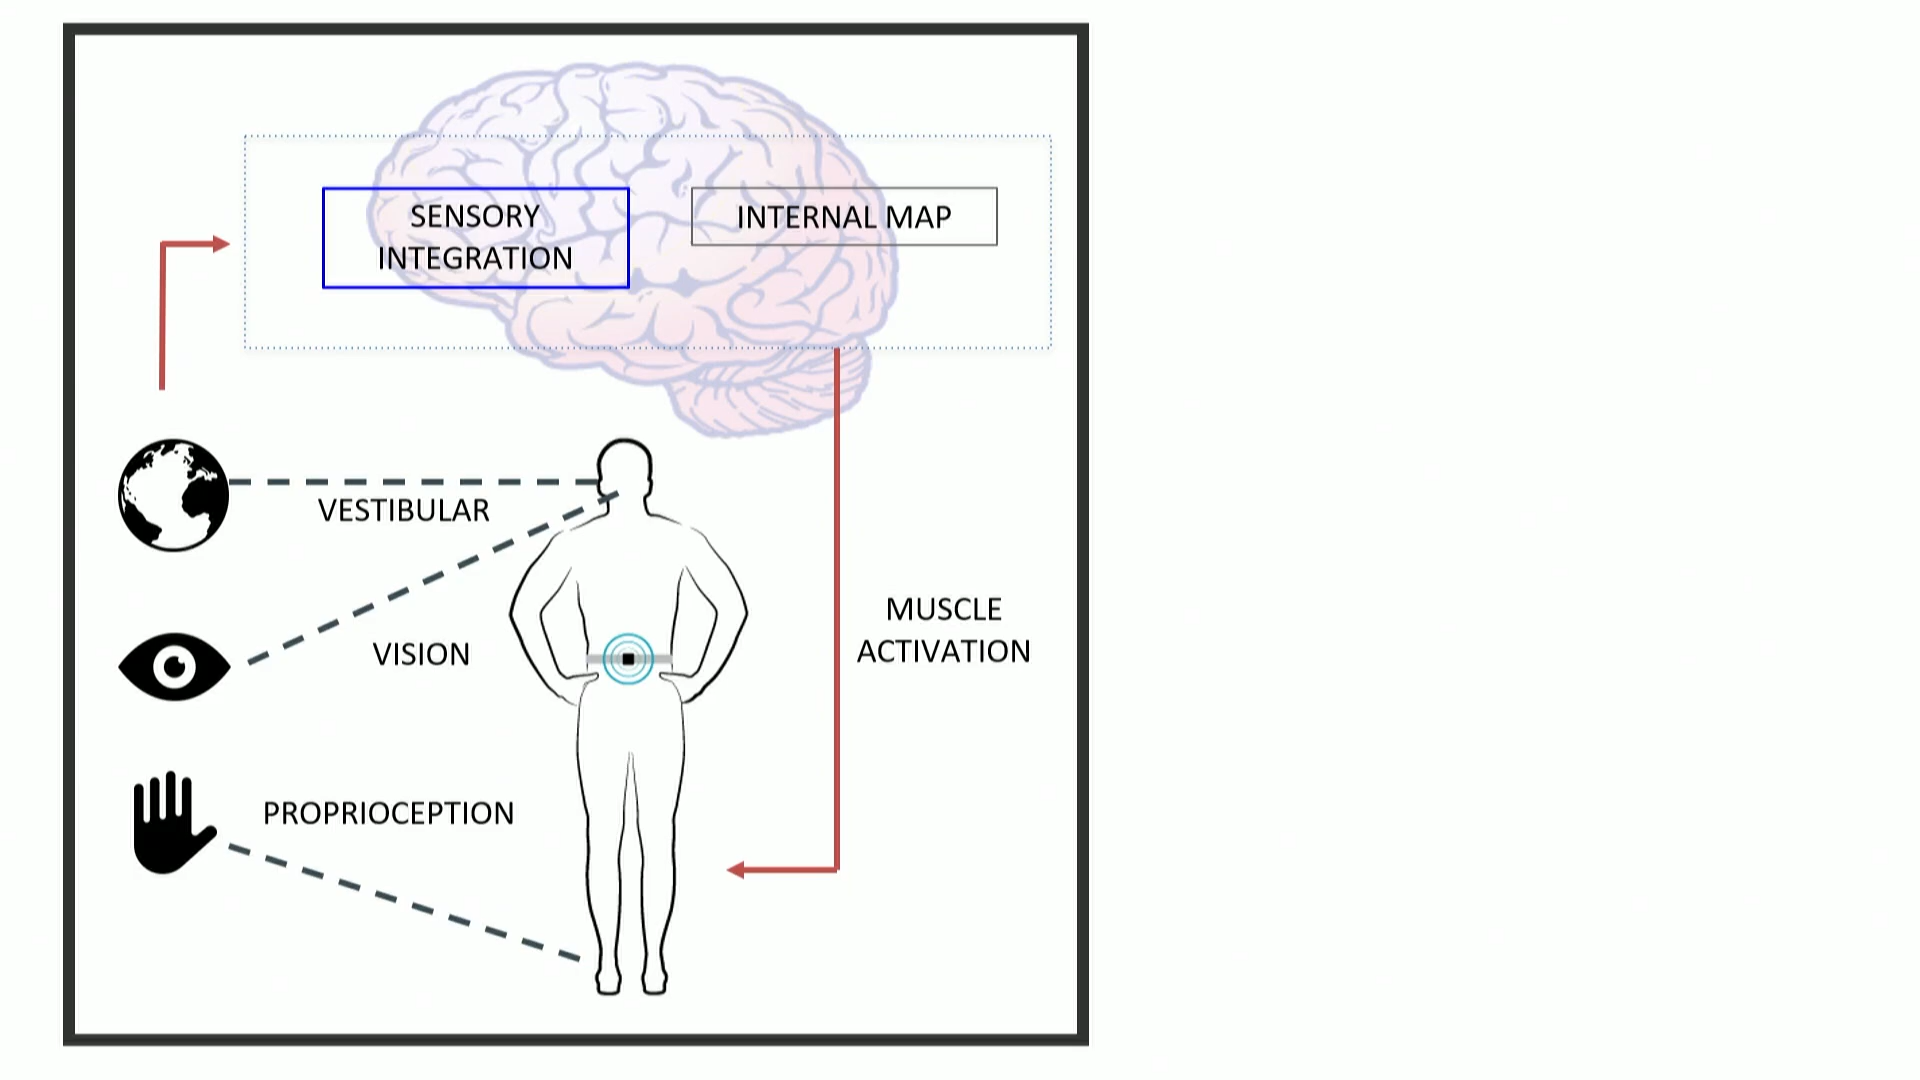 SENSORY
INTEGRATION
INTERNAL MAP
VESTIBULAR
VISION
PROPRIOCEPTION
MUSCLE
ACTIVATION